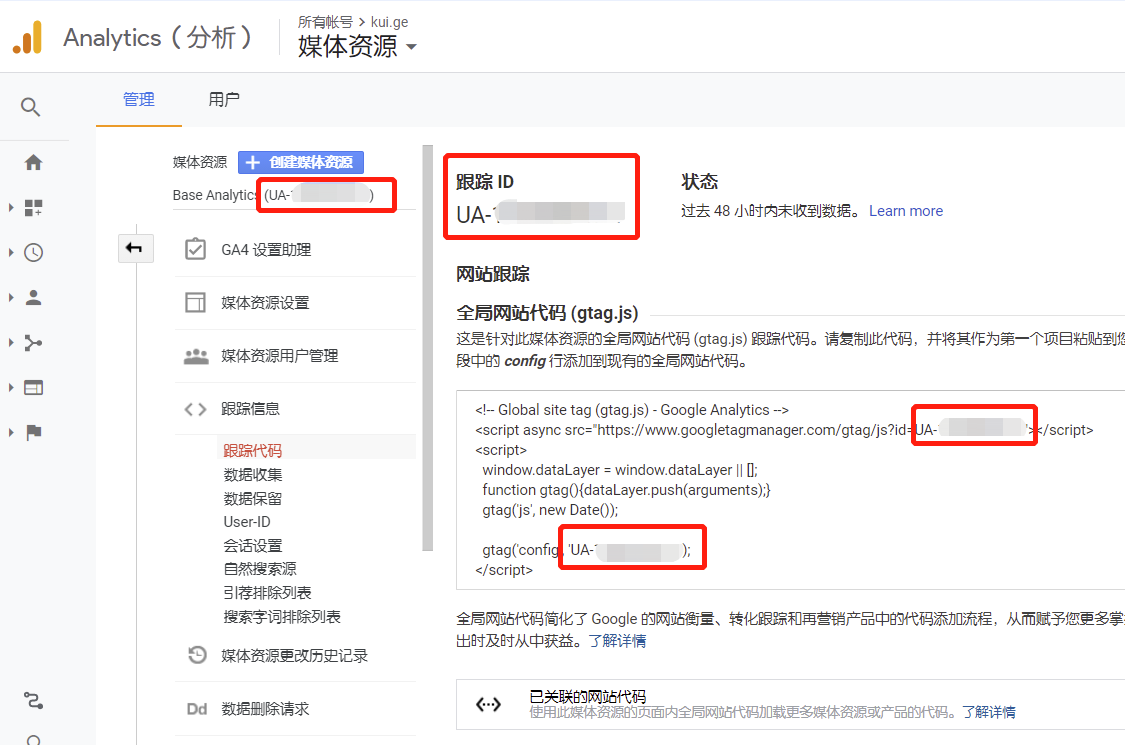 Analytics（分析）
所有帐号 > kui.ge
媒体资源
管理
用户
媒体资源
创建媒体资源
Base Analytics (UA-
)
GA4 设置助理
媒体资源设置
媒体资源用户管理
跟踪信息
跟踪代码
数据收集
数据保留
User-ID
会话设置
自然搜索源
引荐排除列表
搜索字词排除列表
媒体资源更改历史记录
Dd 数据删除请求
跟踪 ID
UA-
状态
过去 48 小时内未收到数据。 Learn more
网站跟踪
全局网站代码 (gtag.js)
这是针对此媒体资源的全局网站代码 (gtag.js) 跟踪代码。请复制此代码，并将其作为第一个项目粘贴到您
段中的 config 行添加到现有的全局网站代码。
<!-- Global site tag (gtag.js) - Google Analytics -->
<script async src="https://www.googletagmanager.com/gtag/js?id=UA- "></script>
<script>
window.dataLayer = window.dataLayer || [];
function gtag(){dataLayer.push(arguments);}
gtag('js', new Date());
gtag('config', 'UA- );
</script>
全局网站代码简化了 Google 的网站衡量、转化跟踪和再营销产品中的代码添加流程，从而赋予您更多掌
出时及时从中获益。了解详情
已关联的网站代码
使用此媒体资源的页面内全局网站代码加载更多媒体资源或产品的代码。了解详情